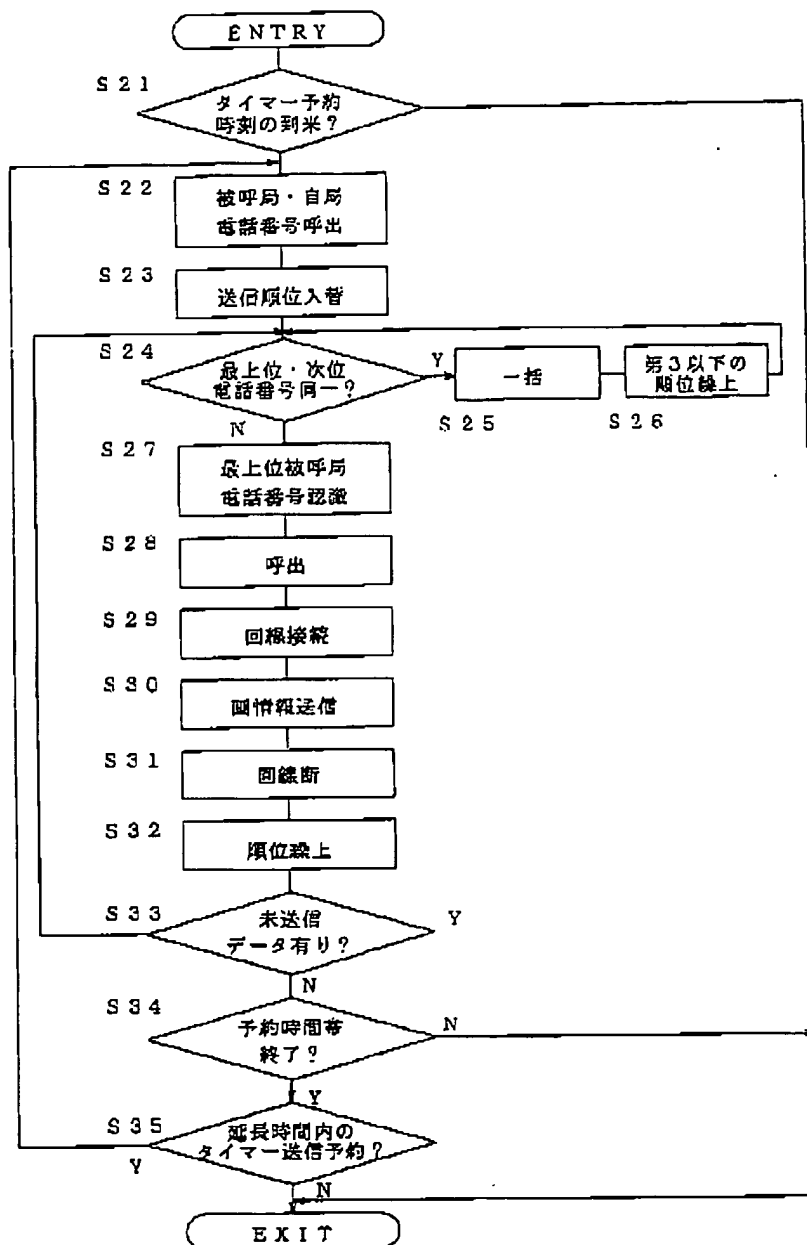 ENTRY
S21
タイマー予約
時刻の到来?
S22
被呼局・自局
電話番号呼出
S23
送信順位入替
S24
最上位・次位
電話番号同一?
Y
一括
第3以下の
順位繰上
S25
S26
N
S27
最上位被呼局
電話番号認識
S28
呼出
S29
回線接続
S30
画情報送信
S31
回線断
S32
順位繰上
S33
未送信
データ有り?
Y
N
S34
予約時間帯
終了?
N
Y
S35
延長時間内の
タイマー送信予約?
Y
N
EXIT